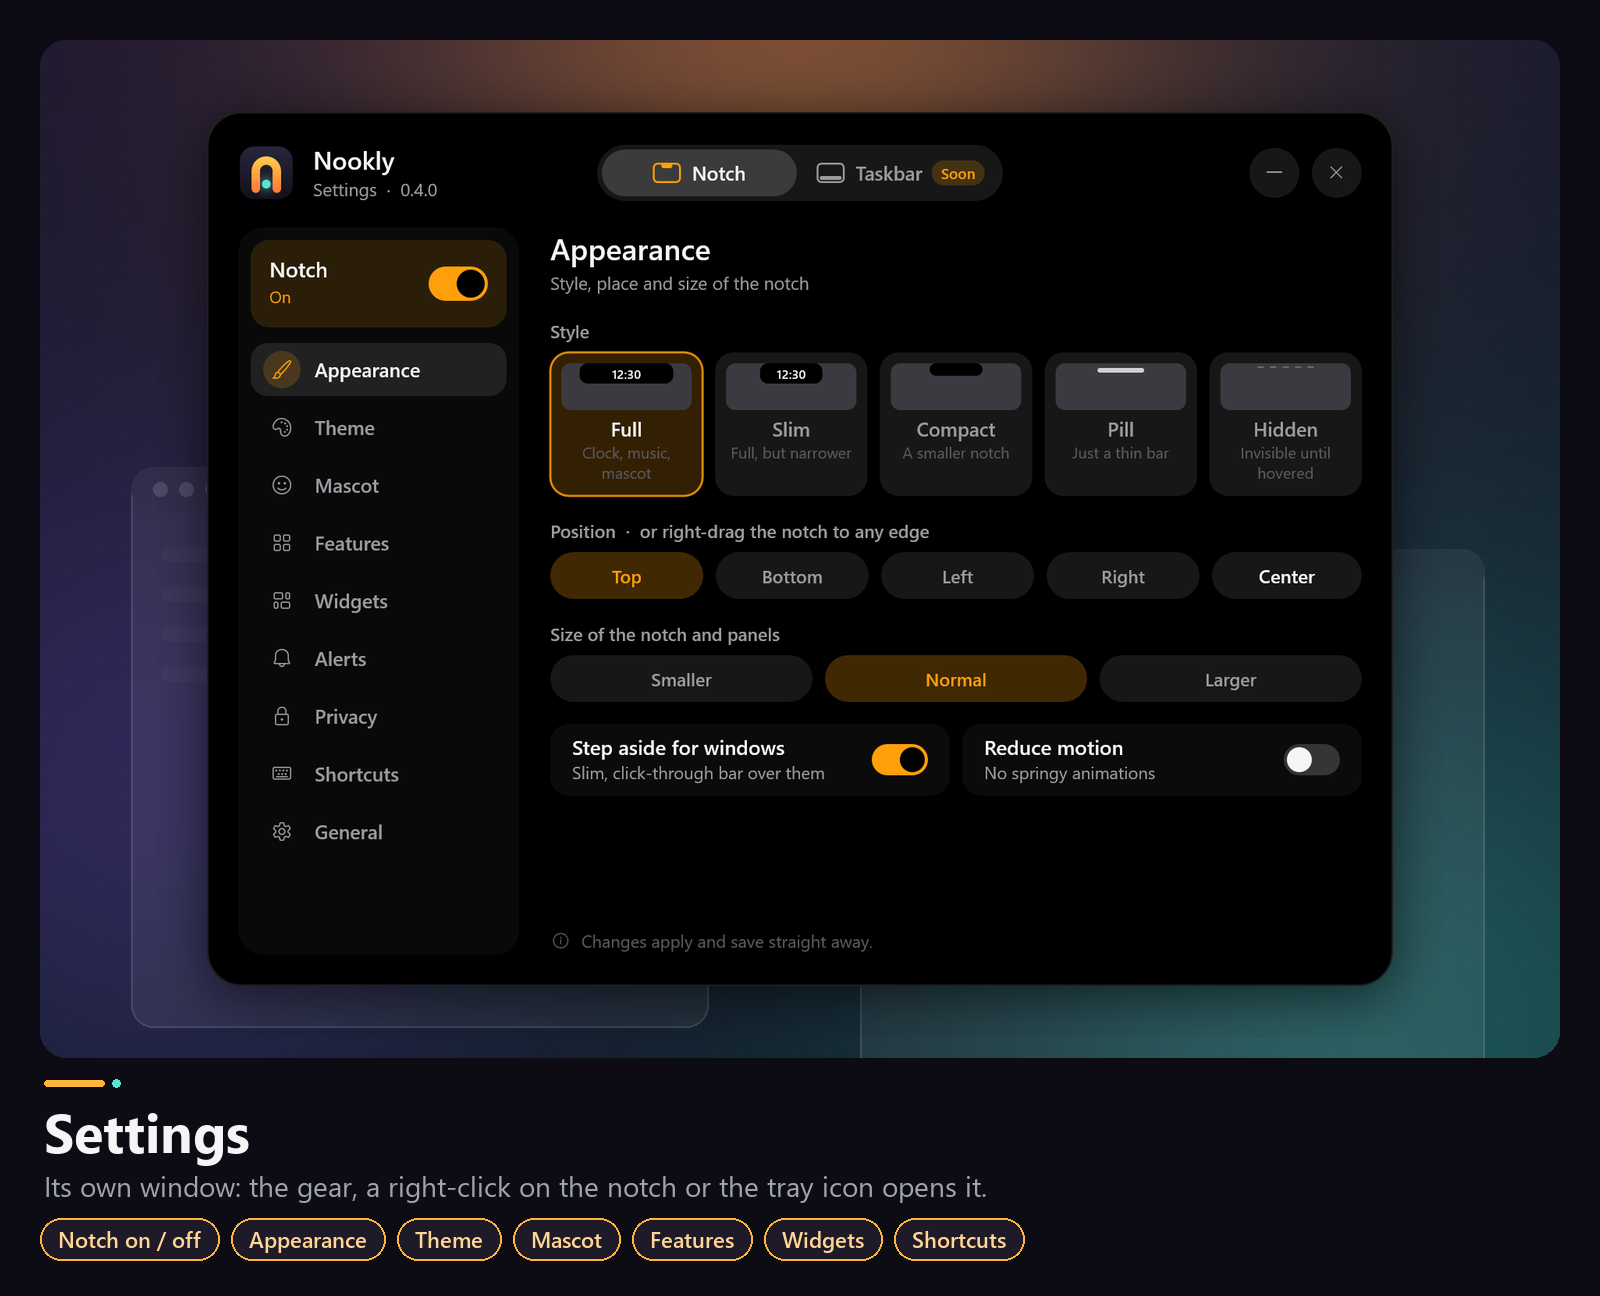 Nookly
Settings · 0.4.0
Notch
Taskbar Soon
Notch
On
Appearance
Theme
Mascot
Features
Widgets
Alerts
Privacy
Shortcuts
General
Appearance
Style, place and size of the notch
Style
12:30
Full
Clock, music,
mascot
12:30
Slim
Full, but narrower
Compact
A smaller notch
Pill
Just a thin bar
Hidden
Invisible until
hovered
Position · or right-drag the notch to any edge
Top
Bottom
Left
Right
Center
Size of the notch and panels
Smaller
Normal
Larger
Step aside for windows
Slim, click-through bar over them
Reduce motion
No springy animations
Changes apply and save straight away.
Settings
Its own window: the gear, a right-click on the notch or the tray icon opens it.
Notch on / off
Appearance
Theme
Mascot
Features
Widgets
Shortcuts